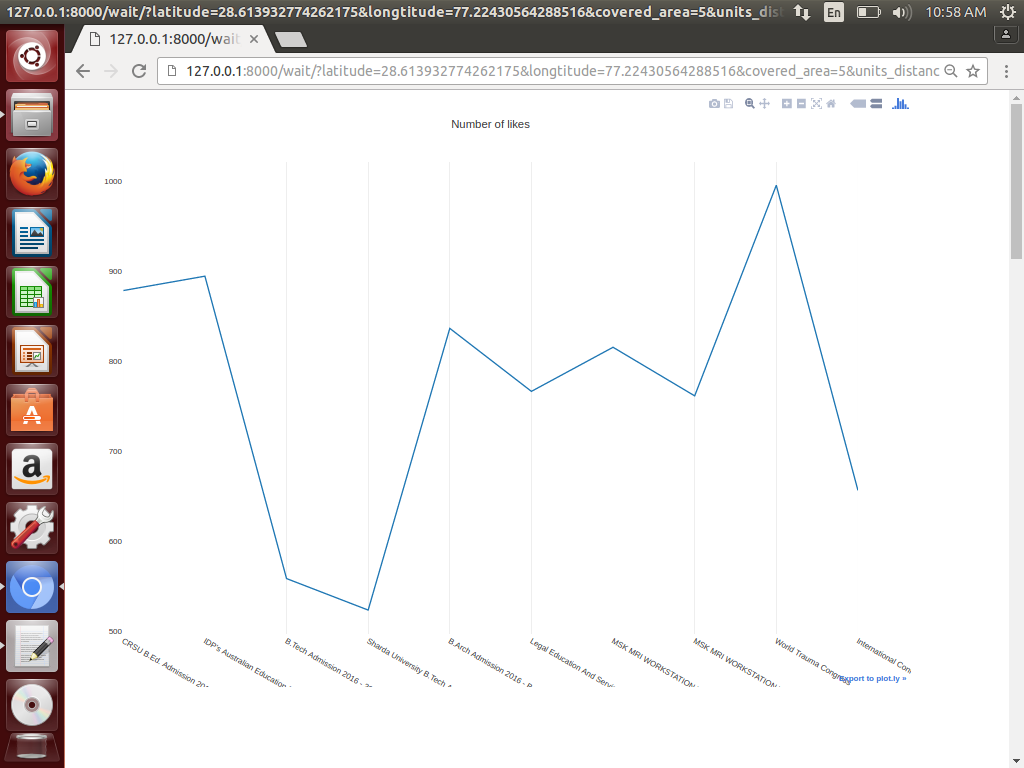 127.0.0.1:8000/wait/?latitude=28.613932774262175&longtitude=77.22430564288516&covered_area=5&units_dis
En
10:58 AM
127.0.0.1:8000/wait
127.0.0.1:8000/wait/?latitude=28.613932774262175&longtitude=77.22430564288516&covered_area=5&units_distanc
Number of likes
1000
900
800
700
600
500
CRSU B.Ed. Admission 201
IDP's Australian Education
B.Tech Admission 2016 -
Sharda University B.Tech
B.Arch Admission 2016 -
Legal Education And Servi
MSK MRI WORKSTATION
MSK MRI WORKSTATION
World Trauma Congress
International Con
Export to plot.ly »